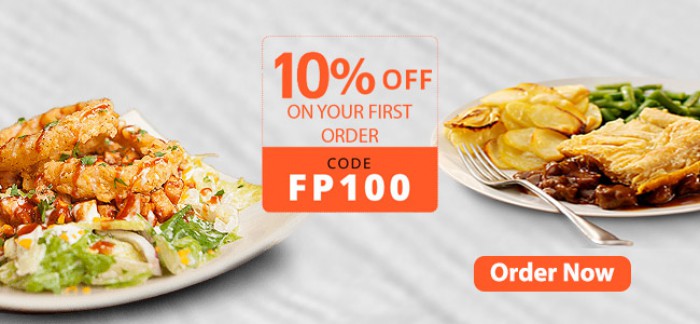 10% OFF
ON YOUR FIRST
ORDER
CODE
FP100
Order Now